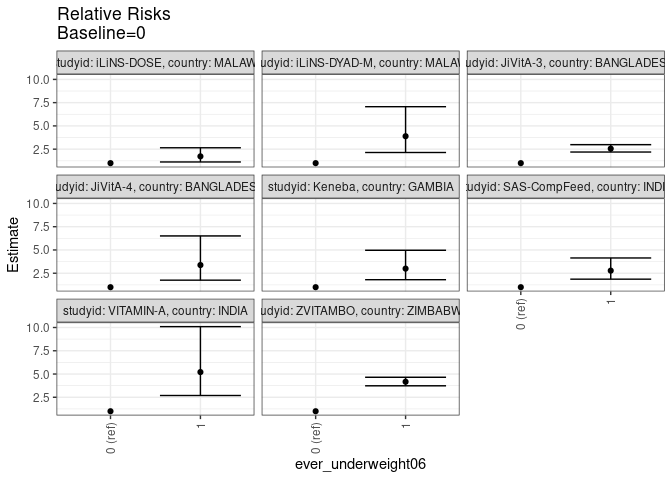 Relative Risks
Baseline=0
tudyid: iLiNS-DOSE, country: MALAW
udyid: iLiNS-DYAD-M, country: MALAV
studyid: JiVitA-3, country: BANGLADES
10.0
7.5
5.0
2.5
udyid: JiVitA-4, country: BANGLADES
studyid: Keneba, country: GAMBIA
tudyid: SAS-CompFeed, country: INDI
10.0
7.5
5.0
2.5
studyid: VITAMIN-A, country: INDIA
udyid: ZVITAMBO, country: ZIMBABW
10.0
7.5
5.0
2.5
0 (ref)
1
0 (ref)
1
0 (ref)
1
Estimate
ever_underweight06